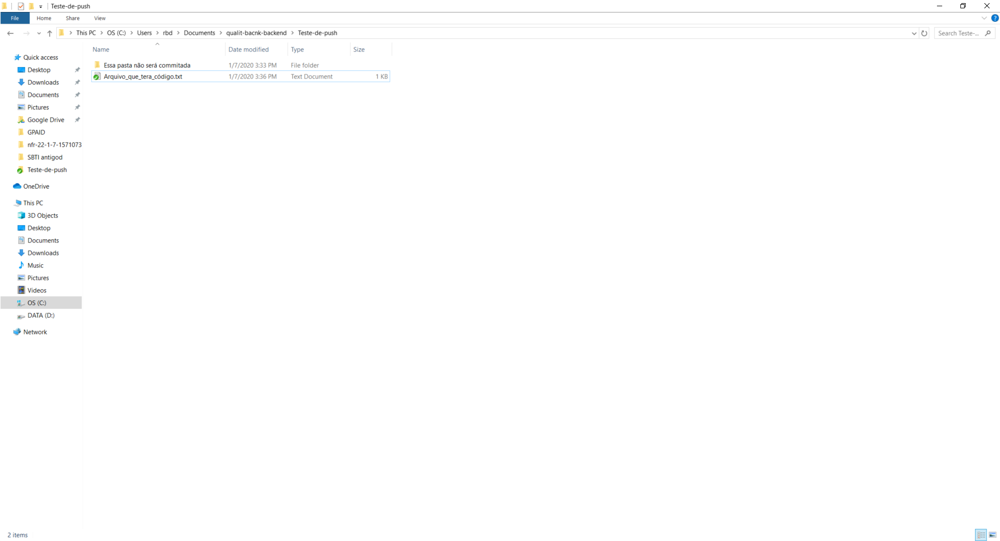 Teste-de-push
File Home Share View
This PC > OS (C:) > Users > rbd > Documents > qualit-bacnk-backend > Teste-de-push
Search Teste-...
Name Date modified Type Size
Essa pasta não será commitada 1/7/2020 3:33 PM File folder
Arquivo_que_tera_código.txt 1/7/2020 3:36 PM Text Document 1 KB
Quick access
Desktop
Downloads
Documents
Pictures
Google Drive
GPAID
nfr-22-1-7-1571073
SBTI antigod
Teste-de-push
OneDrive
This PC
3D Objects
Desktop
Documents
Downloads
Music
Pictures
Videos
OS (C:)
DATA (D:)
Network
2 items